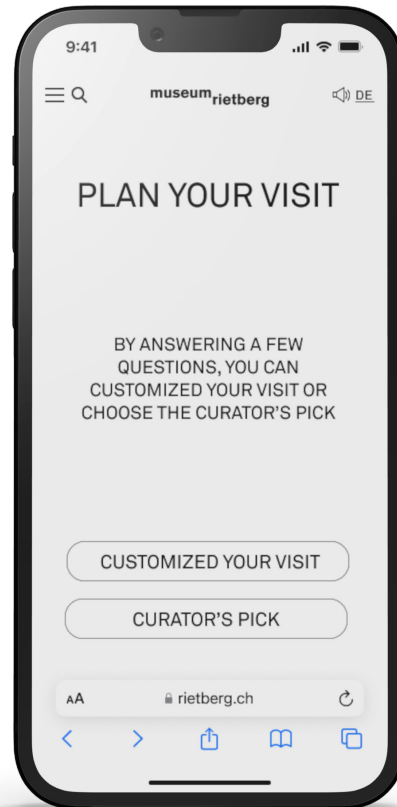 9:41
museum rietberg
DE
PLAN YOUR VISIT
BY ANSWERING A FEW
QUESTIONS, YOU CAN
CUSTOMIZED YOUR VISIT OR
CHOOSE THE CURATOR'S PICK
CUSTOMIZED YOUR VISIT
CURATOR'S PICK
AA
rietberg.ch